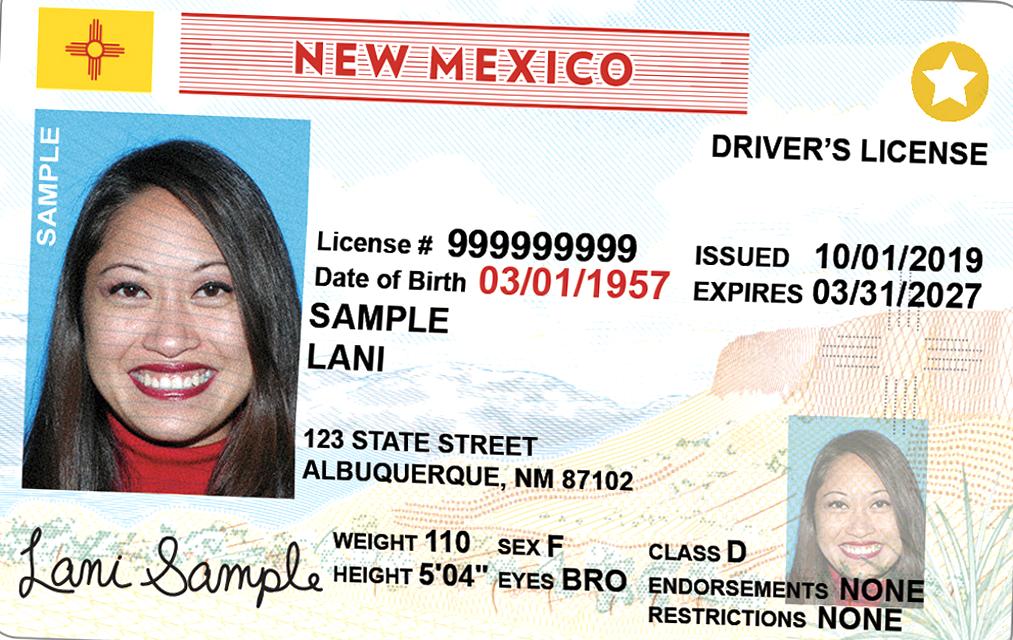 NEW MEXICO
DRIVER'S LICENSE
SAMPLE
License # 999999999
Date of Birth 03/01/1957
ISSUED 10/01/2019
EXPIRES 03/31/2027
SAMPLE
LANI
123 STATE STREET
ALBUQUERQUE, NM 87102
Lani Sample
WEIGHT 110 SEX F
HEIGHT 5'04" EYES BRO
CLASS D
ENDORSEMENTS NONE
RESTRICTIONS NONE